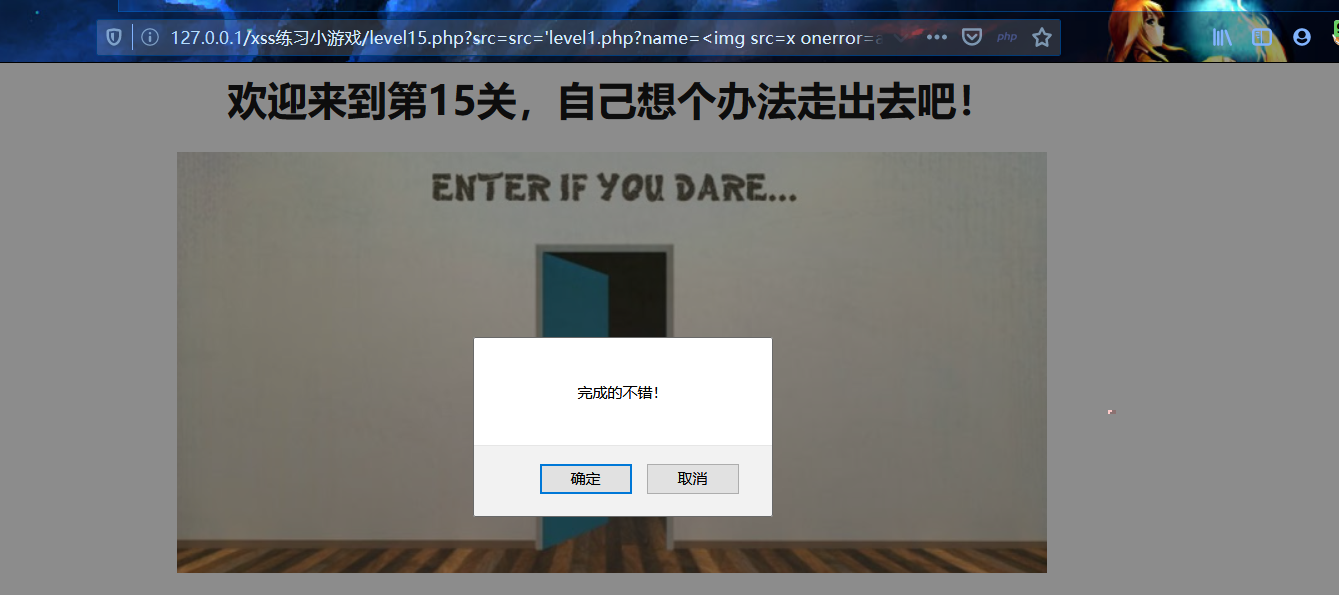 127.0.0.1/xss练习小游戏/level15.php?src=src='level1.php?name=<img src=x onerror=a
php
欢迎来到第15关，自己想个办法走出去吧！
ENTER IF YOU DARE...
完成的不错！
确定
取消